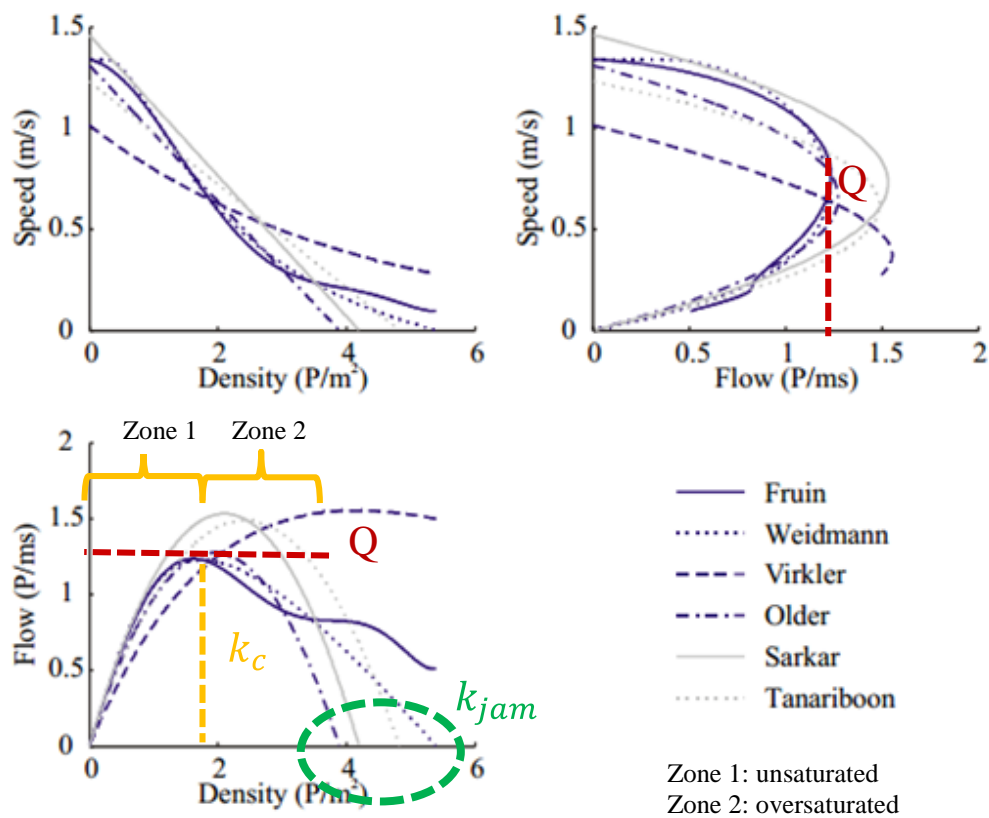 1.5
1
0.5
0
Speed (m/s)
0
2
4
6
Density (P/m²)
1.5
1
0.5
0
Speed (m/s)
Q
0
0.5
1
1.5
2
Flow (P/ms)
Zone 1
Zone 2
2
1.5
1
0.5
0
Flow (P/ms)
Q
k_c
k_jam
0
2
4
6
Density (P/m²)
Fruin
Weidmann
Virkler
Older
Sarkar
Tanariboon
Zone 1: unsaturated
Zone 2: oversaturated